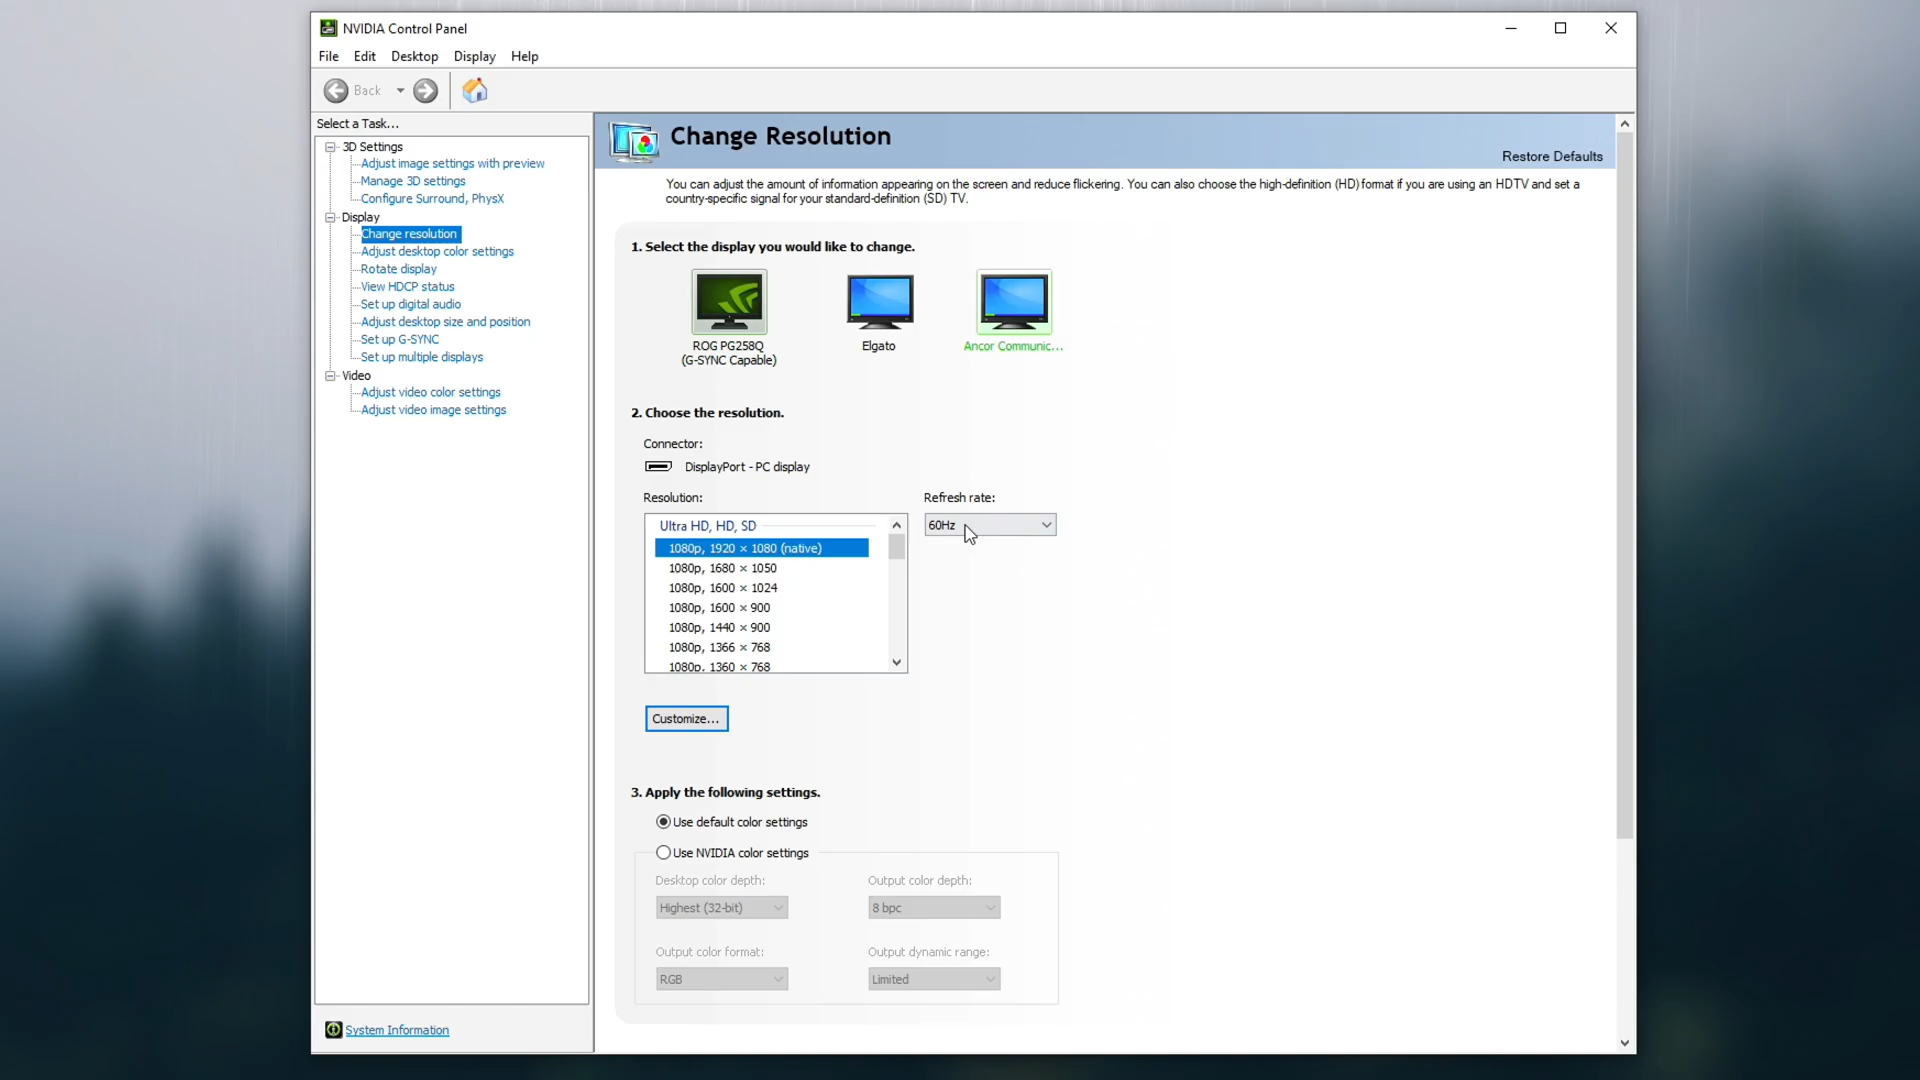 NVIDIA Control Panel
File Edit Desktop Display Help
Back
Select a Task...
3D Settings
Adjust image settings with preview
Manage 3D settings
Configure Surround, PhysX
Display
Change resolution
Adjust desktop color settings
Rotate display
View HDCP status
Set up digital audio
Adjust desktop size and position
Set up G-SYNC
Set up multiple displays
Video
Adjust video color settings
Adjust video image settings
System Information
Change Resolution
Restore Defaults
You can adjust the amount of information appearing on the screen and reduce flickering. You can also choose the high-definition (HD) format if you are using an HDTV and set a
country-specific signal for your standard-definition (SD) TV.
1. Select the display you would like to change.
ROG PG258Q
(G-SYNC Capable)
Elgato
Ancor Communic...
2. Choose the resolution.
Connector:
DisplayPort - PC display
Resolution:
Refresh rate:
Ultra HD, HD, SD
60Hz
1080p, 1920 × 1080 (native)
1080p, 1680 × 1050
1080p, 1600 × 1024
1080p, 1600 × 900
1080p, 1440 × 900
1080p, 1366 × 768
1080p, 1360 × 768
Customize...
3. Apply the following settings.
Use default color settings
Use NVIDIA color settings
Desktop color depth:
Output color depth:
Highest (32-bit)
8 bpc
Output color format:
Output dynamic range:
RGB
Limited